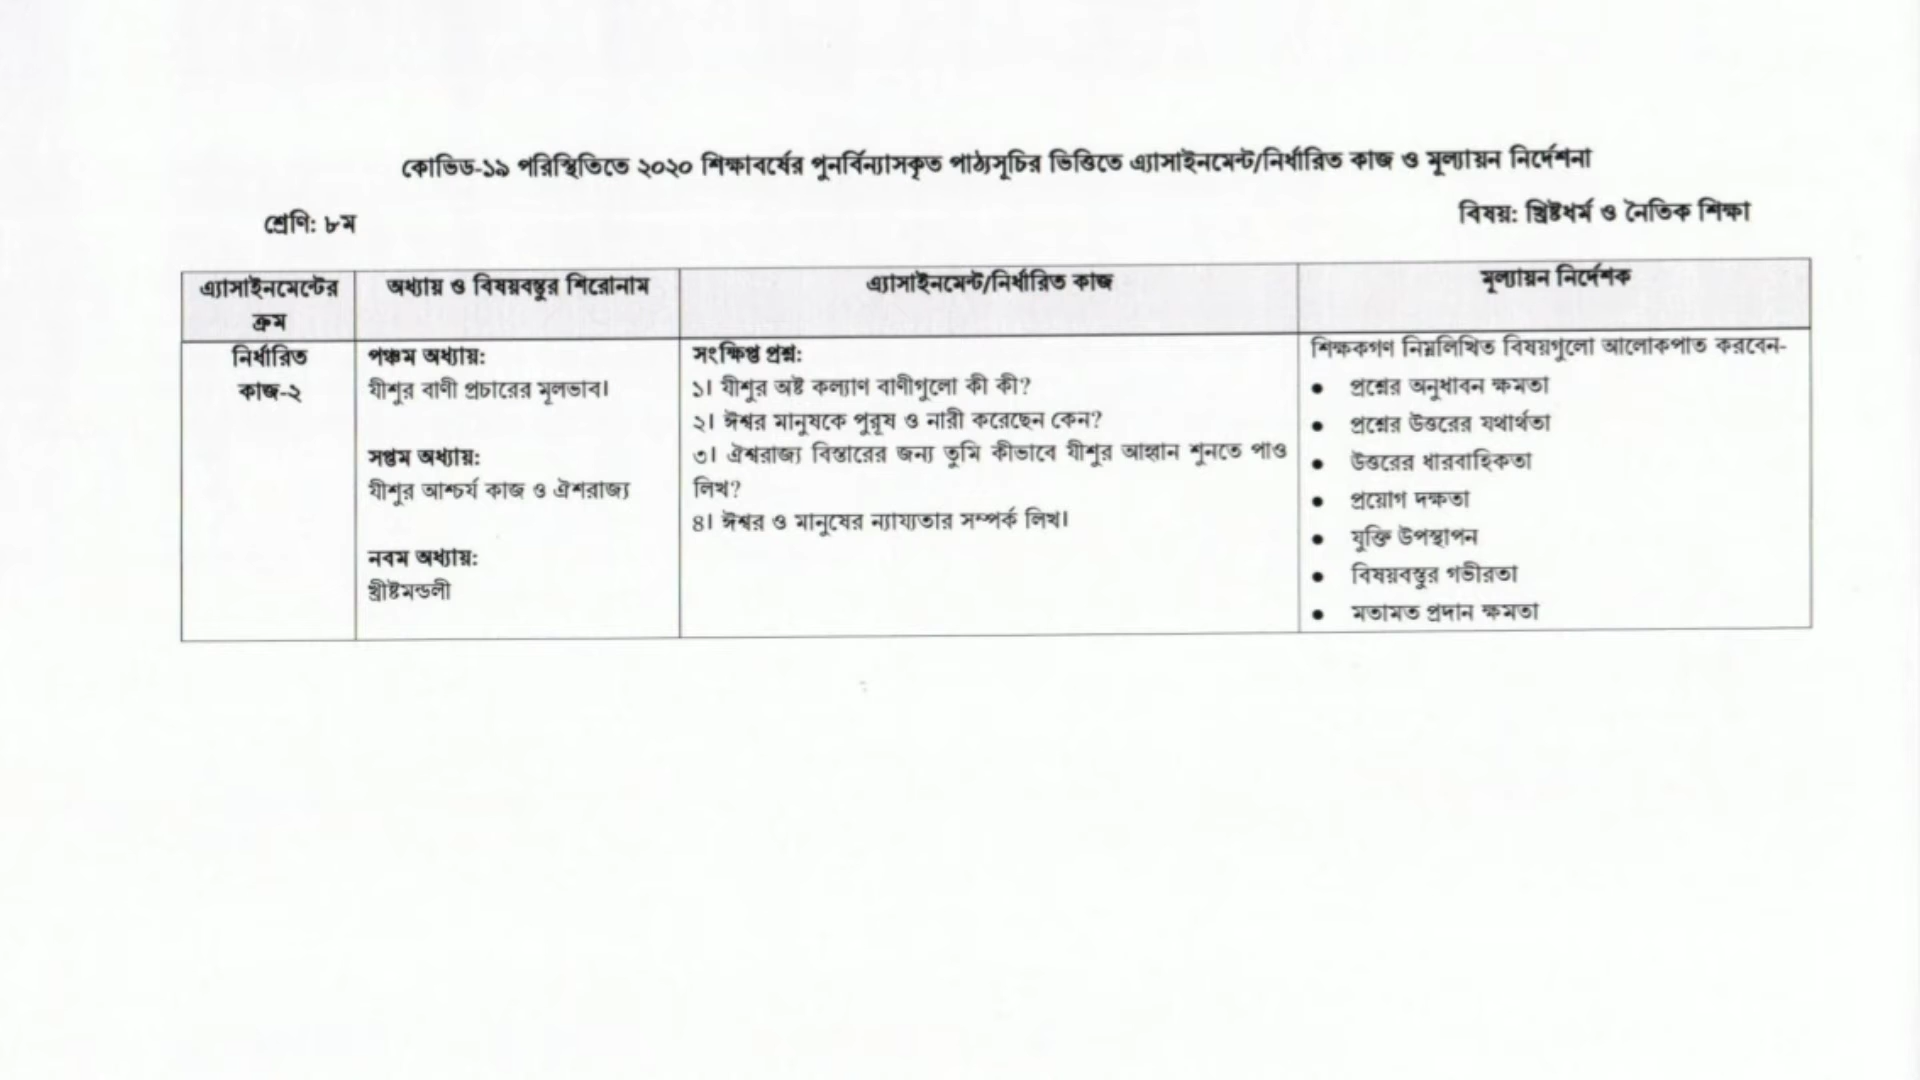 কোভিড-১৯ পরিস্থিতিতে ২০২০ শিক্ষাবর্ষের পুনর্বিন্যাসকৃত পাঠ্যসূচির ভিত্তিতে এ্যাসাইনমেন্ট/নির্ধারিত কাজ ও মূল্যায়ন নির্দেশনা
শ্রেণি: ৮ম
বিষয়: খ্রিষ্টধর্ম ও নৈতিক শিক্ষা
এ্যাসাইনমেন্টের
ক্রম
অধ্যায় ও বিষয়বস্তুর শিরোনাম
এ্যাসাইনমেন্ট/নির্ধারিত কাজ
মূল্যায়ন নির্দেশক
নির্ধারিত
কাজ-২
পঞ্চম অধ্যায়:
যীশুর বাণী প্রচারের মূলভাব।
সপ্তম অধ্যায়:
যীশুর আশ্চর্য কাজ ও ঐশরাজ্য
নবম অধ্যায়:
খ্রীষ্টমন্ডলী
সংক্ষিপ্ত প্রশ্ন:
১। যীশুর অষ্ট কল্যাণ বাণীগুলো কী কী?
২। ঈশ্বর মানুষকে পুরুষ ও নারী করেছেন কেন?
৩। ঐশ্বরাজ্য বিস্তারের জন্য তুমি কীভাবে যীশুর আহ্বান শুনতে পাও
লিখ?
৪। ঈশ্বর ও মানুষের ন্যায্যতার সম্পর্ক লিখ।
শিক্ষকগণ নিম্নলিখিত বিষয়গুলো আলোকপাত করবেন-
• প্রশ্নের অনুধাবন ক্ষমতা
• প্রশ্নের উত্তরের যথার্থতা
• উত্তরের ধারবাহিকতা
• প্রয়োগ দক্ষতা
• যুক্তি উপস্থাপন
• বিষয়বস্তুর গভীরতা
• মতামত প্রদান ক্ষমতা